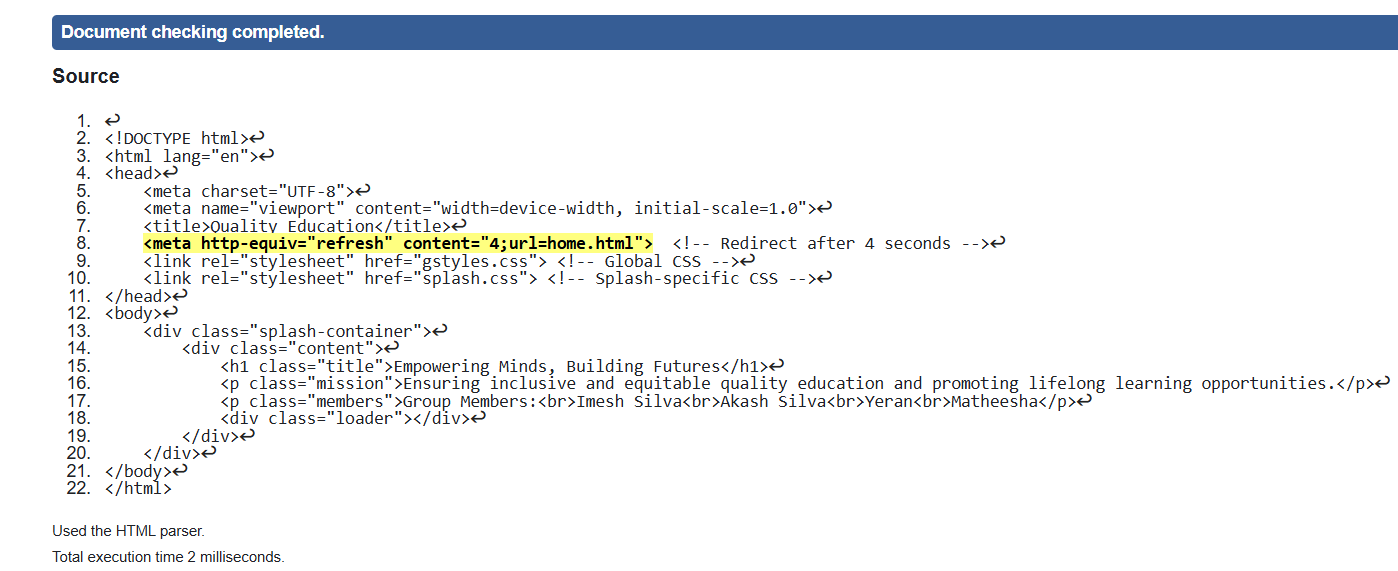 Document checking completed.
Source
1. ↩
2. <!DOCTYPE html>↩
3. <html lang="en">↩
4. <head>↩
5.     <meta charset="UTF-8">↩
6.     <meta name="viewport" content="width=device-width, initial-scale=1.0">↩
7.     <title>Quality Education</title>↩
8.     <meta http-equiv="refresh" content="4;url=home.html">  <!-- Redirect after 4 seconds -->↩
9.     <link rel="stylesheet" href="gstyles.css"> <!-- Global CSS -->↩
10.     <link rel="stylesheet" href="splash.css"> <!-- Splash-specific CSS -->↩
11. </head>↩
12. <body>↩
13.     <div class="splash-container">↩
14.         <div class="content">↩
15.             <h1 class="title">Empowering Minds, Building Futures</h1>↩
16.             <p class="mission">Ensuring inclusive and equitable quality education and promoting lifelong learning opportunities.</p>↩
17.             <p class="members">Group Members:<br>Imesh Silva<br>Akash Silva<br>Yeran<br>Matheesha</p>↩
18.             <div class="loader"></div>↩
19.         </div>↩
20.     </div>↩
21. </body>↩
22. </html>
Used the HTML parser.
Total execution time 2 milliseconds.